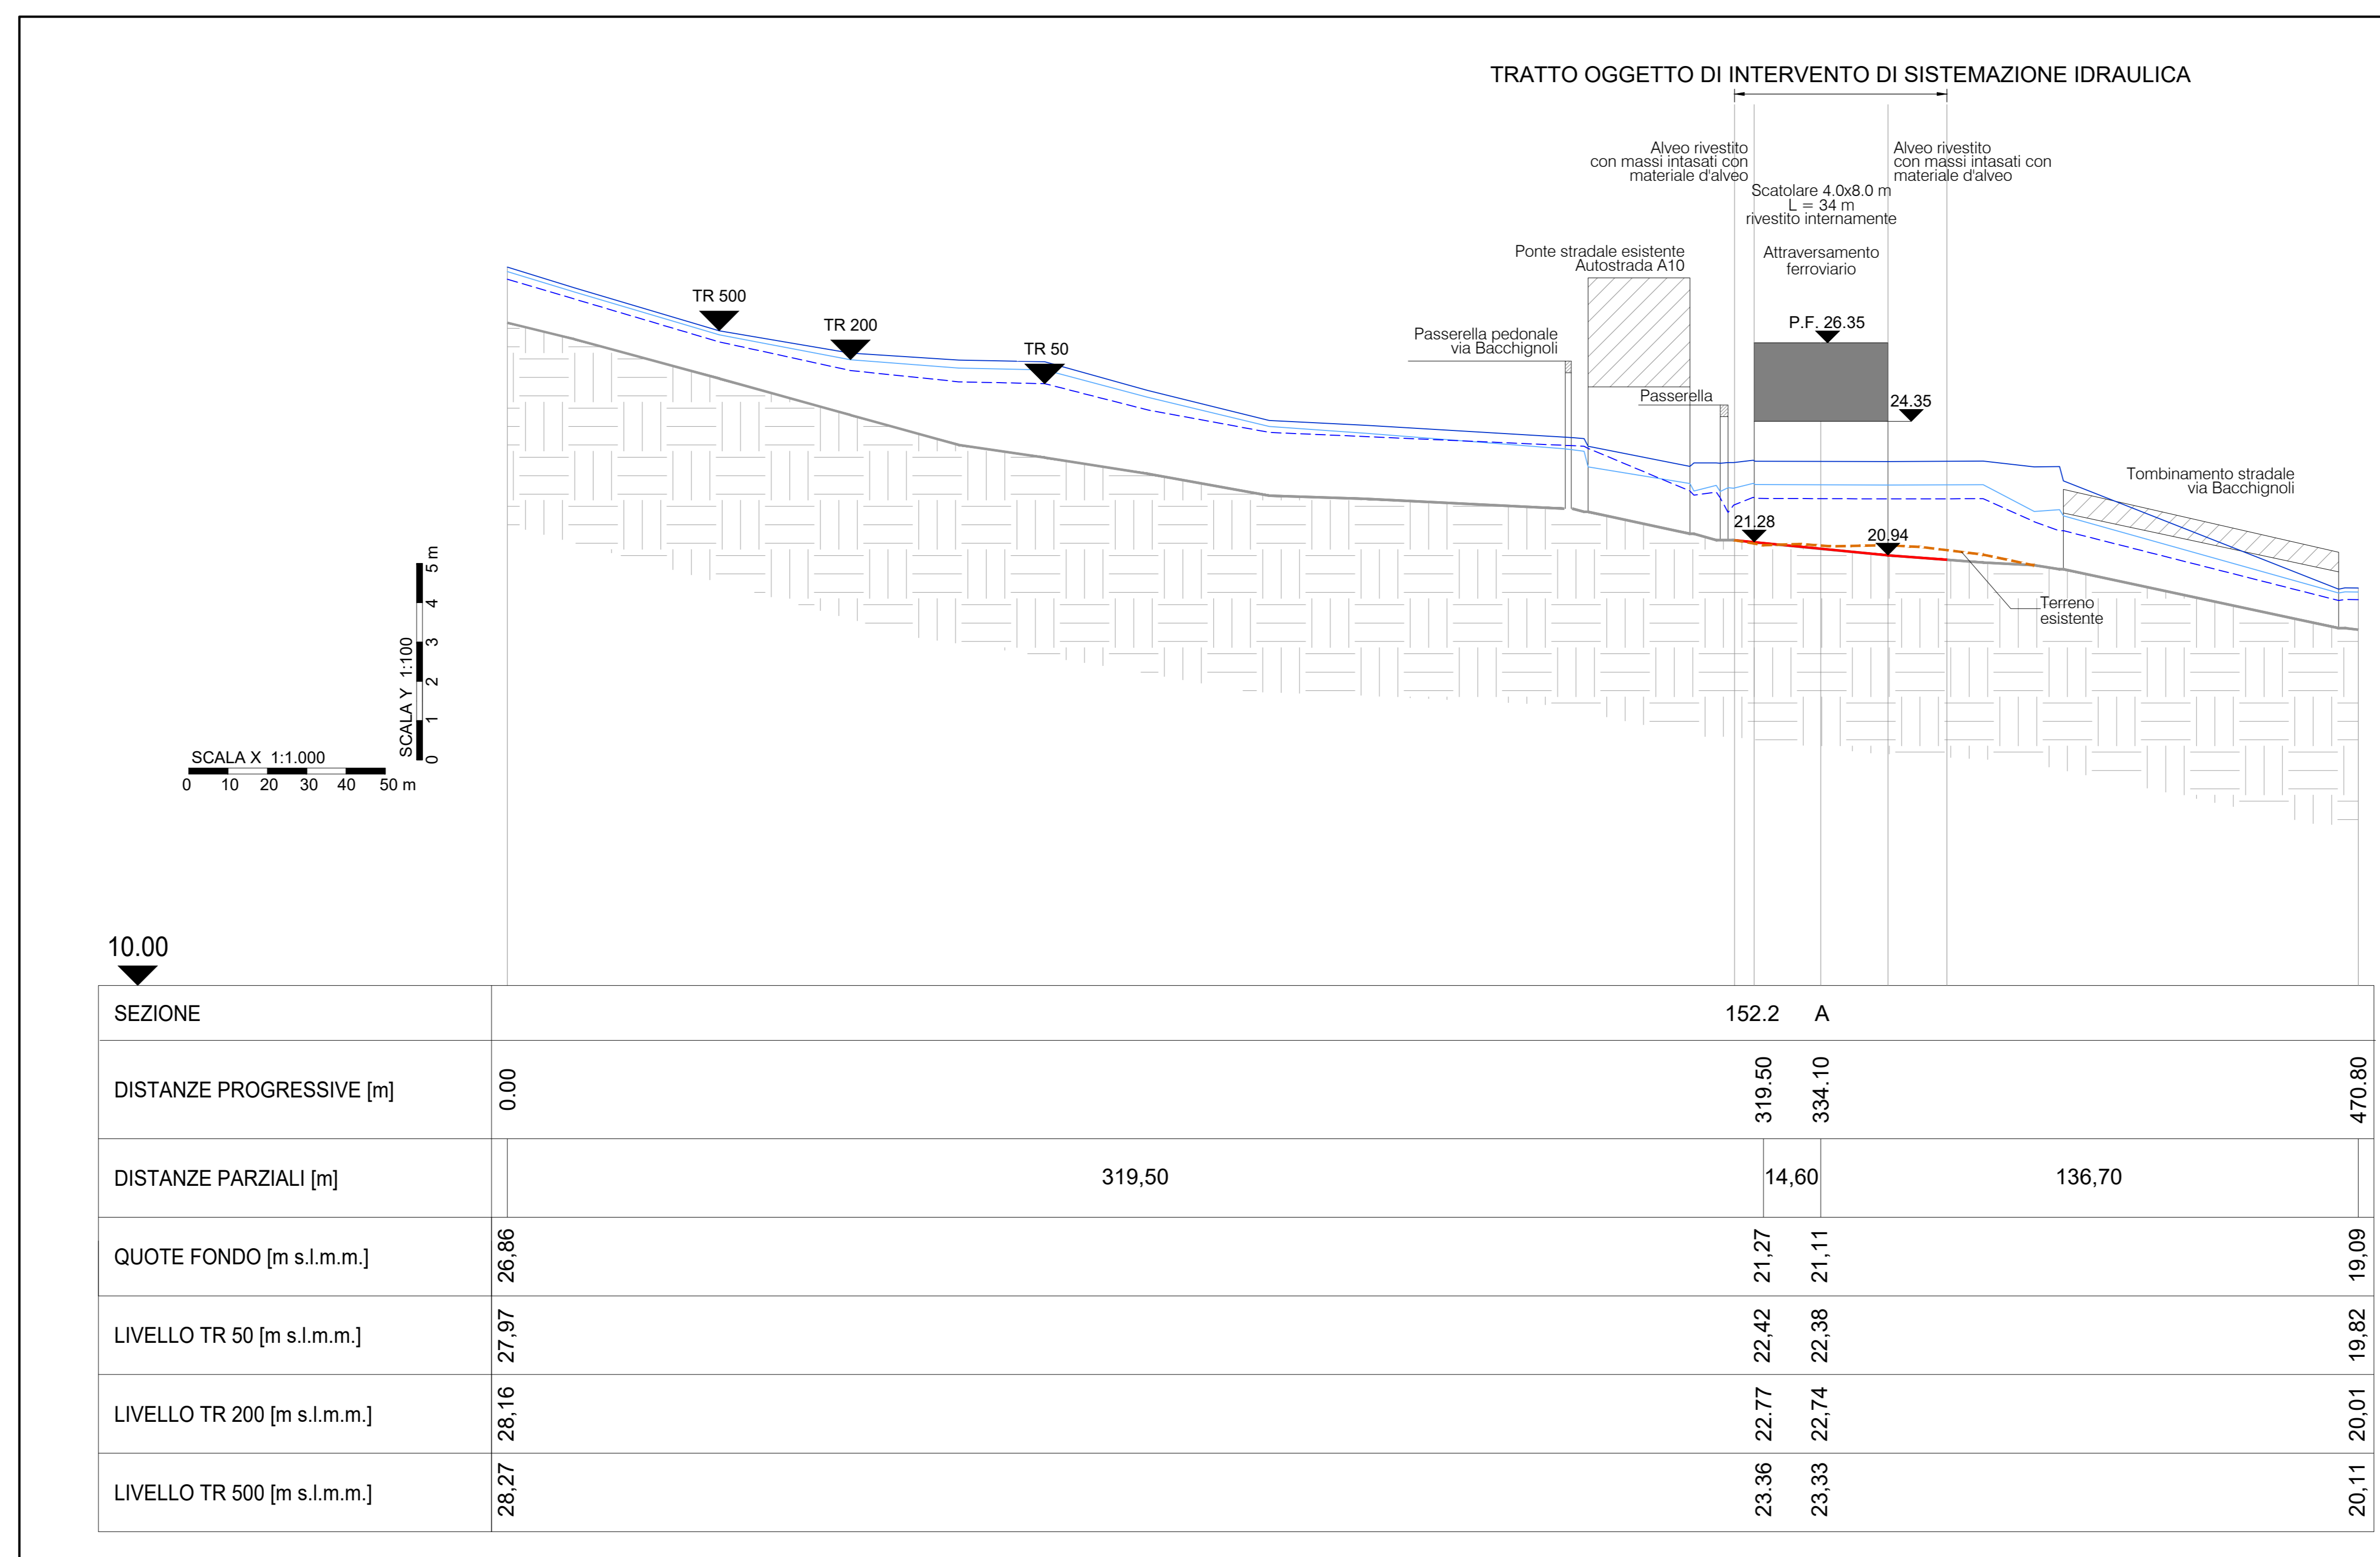 TRATTO OGGETTO DI INTERVENTO DI SISTEMAZIONE IDRAULICA
Alveo rivestito
con massi intasati con
materiale d'alveo
Alveo rivestito
con massi intasati con
materiale d'alveo
Scatolare 4.0x8.0 m
L = 34 m
rivestito internamente
Attraversamento
ferroviario
Ponte stradale esistente
Autostrada A10
TR 500
TR 200
TR 50
P.F. 26.35
Passerella pedonale
via Bacchignoli
Passerella
24.35
Tombinamento stradale
via Bacchignoli
21.28
20.94
Terreno
esistente
SCALA Y 1:100
0 1 2 3 4 5 m
SCALA X 1:1.000
0 10 20 30 40 50 m
10.00
SEZIONE 152.2 A
DISTANZE PROGRESSIVE [m] 0.00 319.50 334.10 470.80
DISTANZE PARZIALI [m] 319,50 14,60 136,70
QUOTE FONDO [m s.l.m.m.] 26,86 21,27 21,11 19,09
LIVELLO TR 50 [m s.l.m.m.] 27,97 22,42 22,38 19,82
LIVELLO TR 200 [m s.l.m.m.] 28,16 22.77 22,74 20,01
LIVELLO TR 500 [m s.l.m.m.] 28,27 23.36 23,33 20,11